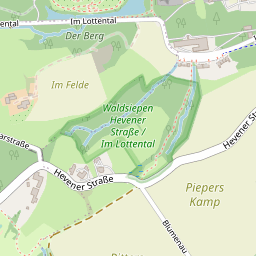 Im Lottental
Der Berg
Im Felde
Waldsiepen
Hevener
Straße /
Im Lottental
Hevener Straße
Piepers
Kamp
Blumenau